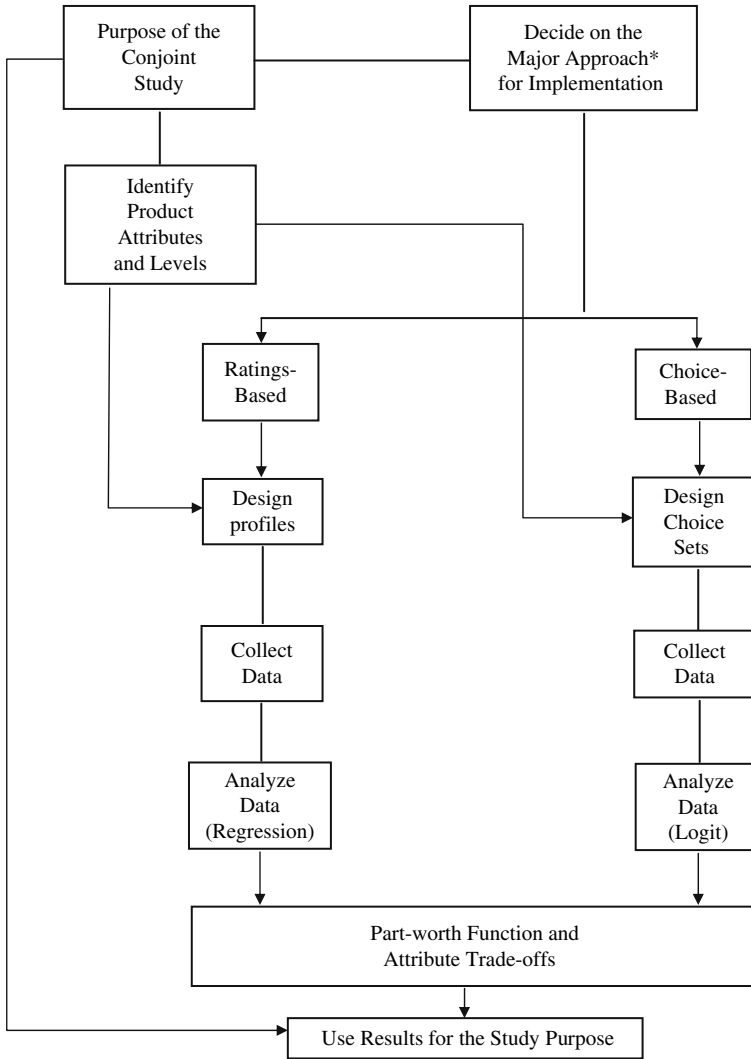 Purpose of the
Conjoint
Study
Decide on the
Major Approach*
for Implementation
Identify
Product
Attributes
and Levels
Ratings-
Based
Choice-
Based
Design
profiles
Design
Choice
Sets
Collect
Data
Collect
Data
Analyze
Data
(Regression)
Analyze
Data
(Logit)
Part-worth Function and
Attribute Trade-offs
Use Results for the Study Purpose